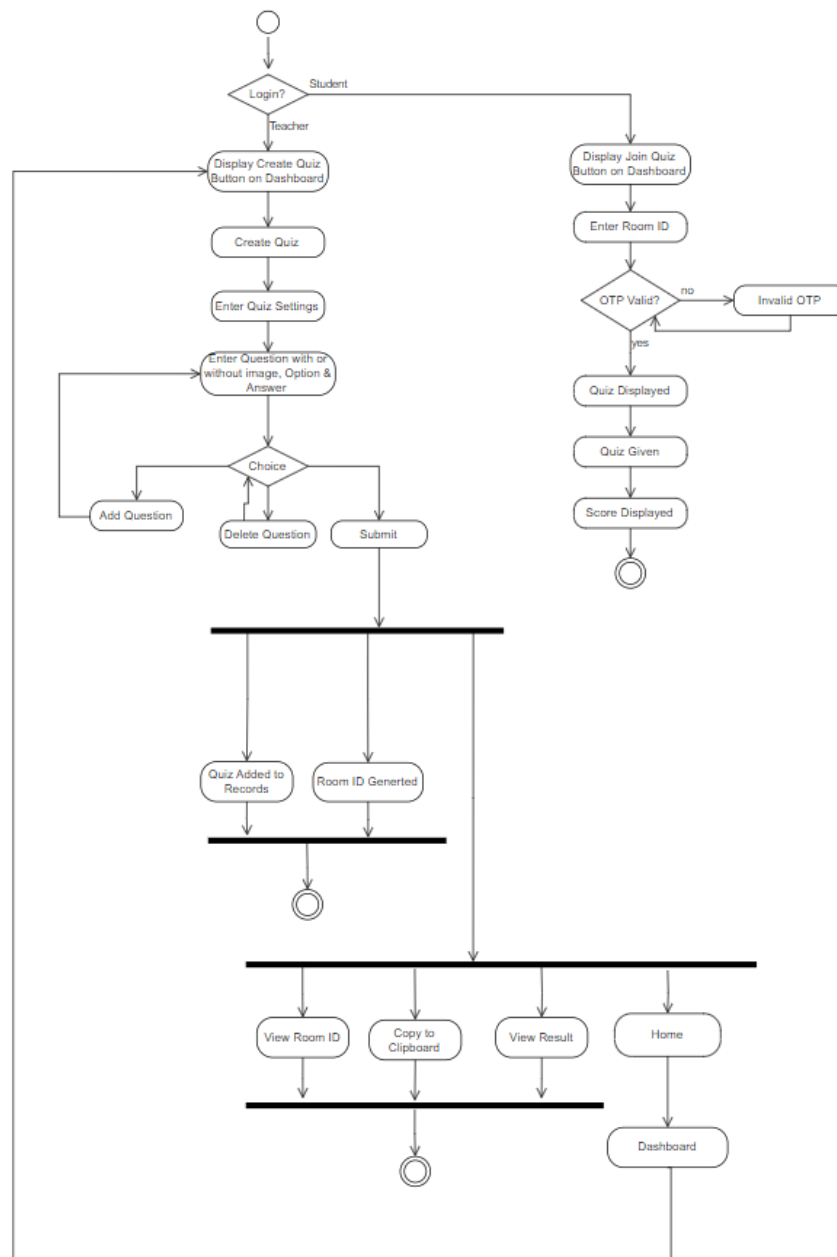 Login?
Student
Teacher
Display Create Quiz
Button on Dashboard
Display Join Quiz
Button on Dashboard
Create Quiz
Enter Room ID
Enter Quiz Settings
OTP Valid?
no
Invalid OTP
yes
Enter Question with or
without image, Option &
Answer
Quiz Displayed
Quiz Given
Choice
Add Question
Delete Question
Submit
Score Displayed
Quiz Added to
Records
Room ID Generted
View Room ID
Copy to
Clipboard
View Result
Home
Dashboard